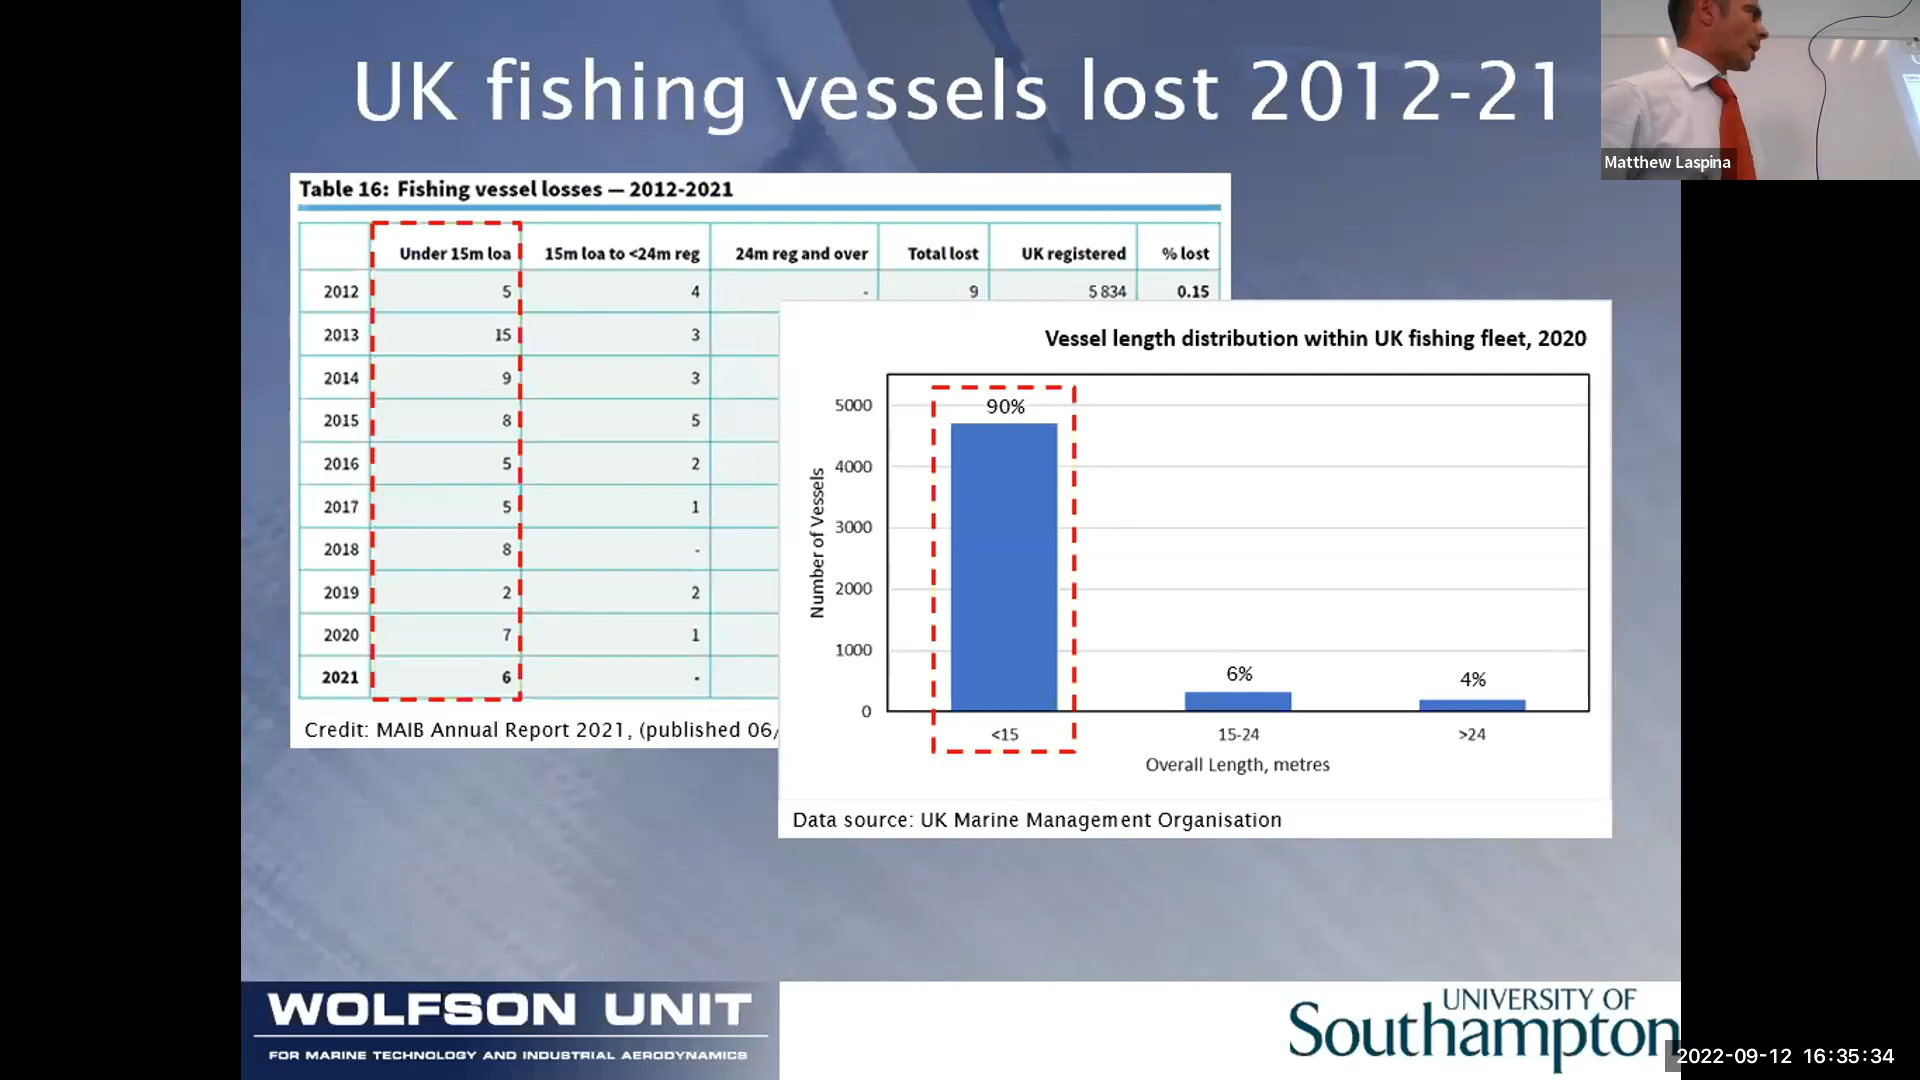 UK fishing vessels lost 2012-21
Matthew Laspina
Table 16: Fishing vessel losses — 2012-2021
Under 15m loa 15m loa to <24m reg 24m reg and over Total lost UK registered % lost
2012 5 4 - 9 5 834 0.15
2013 15 3
2014 9 3
2015 8 5
2016 5 2
2017 5 1
2018 8 -
2019 2 2
2020 7 1
2021 6 -
Credit: MAIB Annual Report 2021, (published 06/
Vessel length distribution within UK fishing fleet, 2020
Number of Vessels
5000
4000
3000
2000
1000
0
90%
6%
4%
<15 15-24 >24
Overall Length, metres
Data source: UK Marine Management Organisation
WOLFSON UNIT
FOR MARINE TECHNOLOGY AND INDUSTRIAL AERODYNAMICS
UNIVERSITY OF
Southampton
2022-09-12 16:35:34